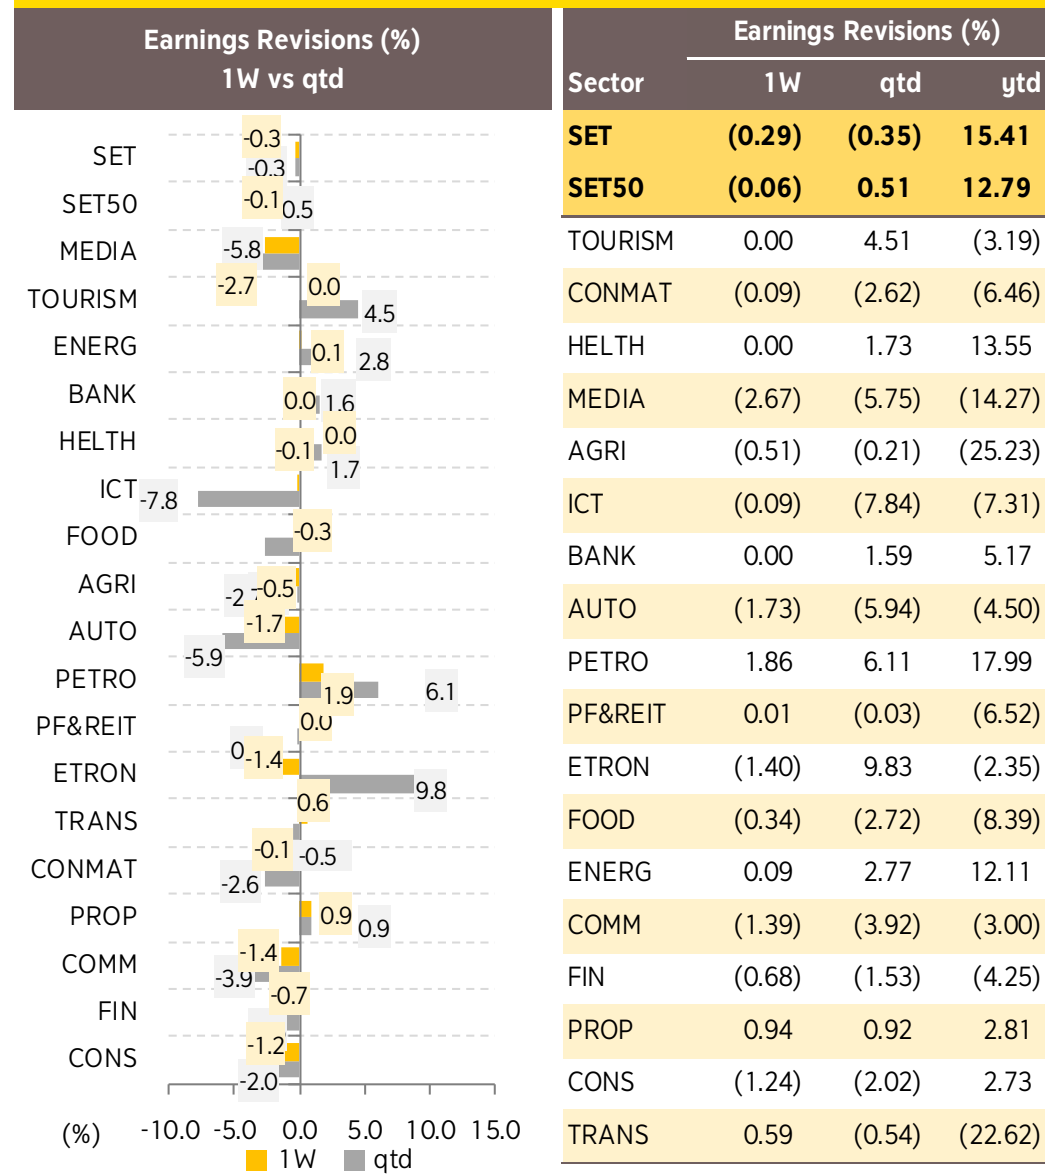 Earnings Revisions (%)
1W vs qtd
SET -0.3 -0.3
SET50 -0.1 0.5
MEDIA -5.8
-2.7
TOURISM 0.0 4.5
ENERG 0.1 2.8
BANK 0.0 1.6
HELTH -0.1 0.0 1.7
ICT -7.8
FOOD -0.3
AGRI -0.5
AUTO -1.7 -5.9
PETRO 1.9 6.1
PF&REIT 0.0
ETRON -1.4 9.8
TRANS 0.6 -0.5
CONMAT -0.1 -2.6
PROP 0.9 0.9
COMM -1.4 -3.9
FIN -0.7
CONS -1.2 -2.0
(%) -10.0 -5.0 0.0 5.0 10.0 15.0
1W qtd
Earnings Revisions (%)
Sector 1W qtd ytd
SET (0.29) (0.35) 15.41
SET50 (0.06) 0.51 12.79
TOURISM 0.00 4.51 (3.19)
CONMAT (0.09) (2.62) (6.46)
HELTH 0.00 1.73 13.55
MEDIA (2.67) (5.75) (14.27)
AGRI (0.51) (0.21) (25.23)
ICT (0.09) (7.84) (7.31)
BANK 0.00 1.59 5.17
AUTO (1.73) (5.94) (4.50)
PETRO 1.86 6.11 17.99
PF&REIT 0.01 (0.03) (6.52)
ETRON (1.40) 9.83 (2.35)
FOOD (0.34) (2.72) (8.39)
ENERG 0.09 2.77 12.11
COMM (1.39) (3.92) (3.00)
FIN (0.68) (1.53) (4.25)
PROP 0.94 0.92 2.81
CONS (1.24) (2.02) 2.73
TRANS 0.59 (0.54) (22.62)